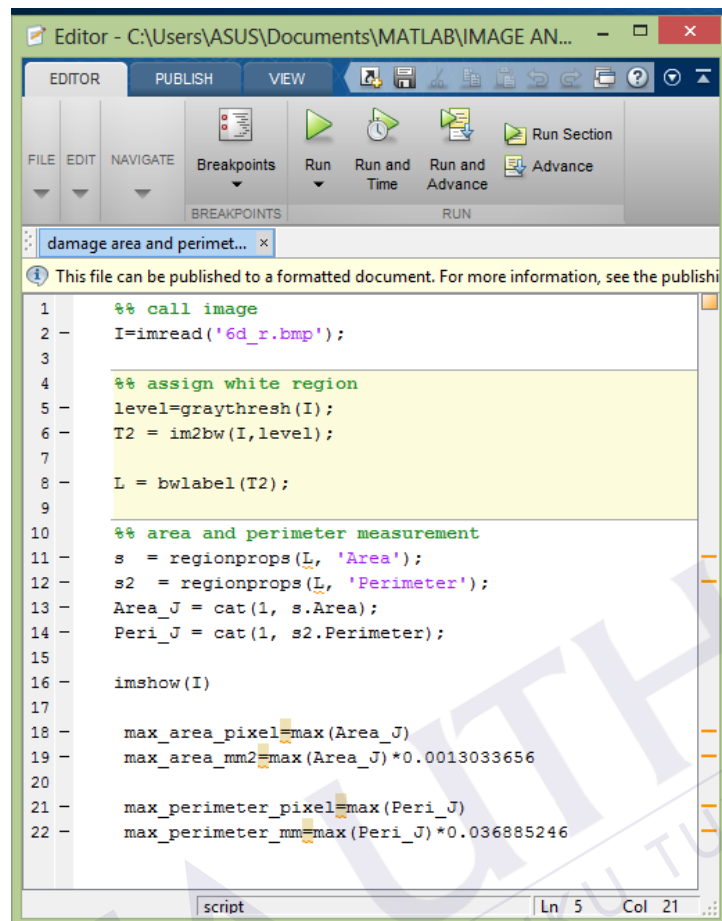 Editor - C:\Users\ASUS\Documents\MATLAB\IMAGE AN...
EDITOR PUBLISH VIEW
FILE EDIT NAVIGATE Breakpoints Run Run and Time Run and Advance Run Section Advance
BREAKPOINTS RUN
damage area and perimet... ×
This file can be published to a formatted document. For more information, see the publishi
1 %% call image
2 – I=imread('6d_r.bmp');
3
4 %% assign white region
5 – level=graythresh(I);
6 – T2 = im2bw(I,level);
7
8 – L = bwlabel(T2);
9
10 %% area and perimeter measurement
11 – s = regionprops(L, 'Area');
12 – s2 = regionprops(L, 'Perimeter');
13 – Area_J = cat(1, s.Area);
14 – Peri_J = cat(1, s2.Perimeter);
15
16 – imshow(I)
17
18 – max_area_pixel=max(Area_J)
19 – max_area_mm2=max(Area_J)*0.0013033656
20
21 – max_perimeter_pixel=max(Peri_J)
22 – max_perimeter_mm=max(Peri_J)*0.036885246
script Ln 5 Col 21